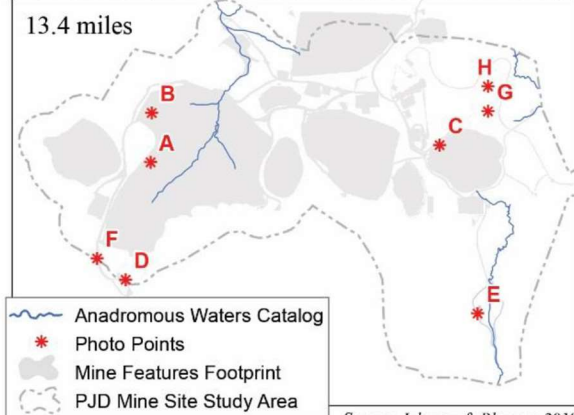 13.4 miles
H
B
G
C
A
F
D
E
Anadromous Waters Catalog
Photo Points
Mine Features Footprint
PJD Mine Site Study Area